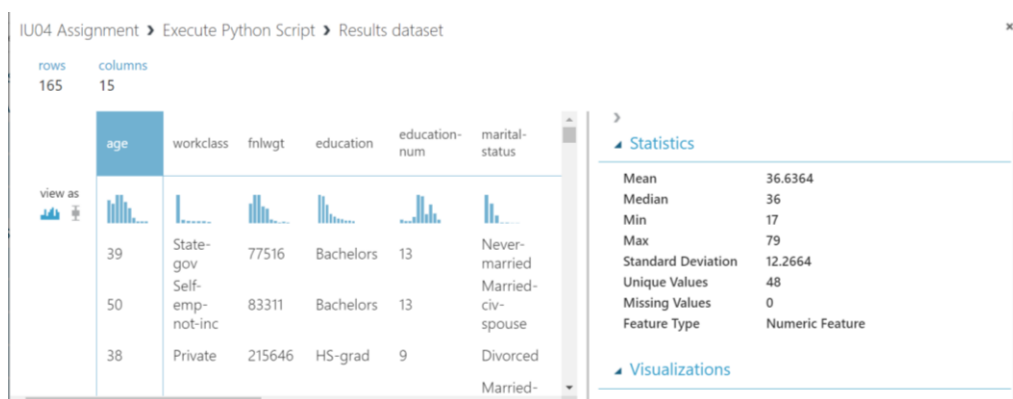 IU04 Assignment ❯ Execute Python Script ❯ Results dataset
rows columns
165 15
age workclass fnlwgt education education-num marital-status
view as
39 State-gov 77516 Bachelors 13 Never-married
50 Self-emp-not-inc 83311 Bachelors 13 Married-civ-spouse
38 Private 215646 HS-grad 9 Divorced
Married-
Statistics
Mean 36.6364
Median 36
Min 17
Max 79
Standard Deviation 12.2664
Unique Values 48
Missing Values 0
Feature Type Numeric Feature
Visualizations